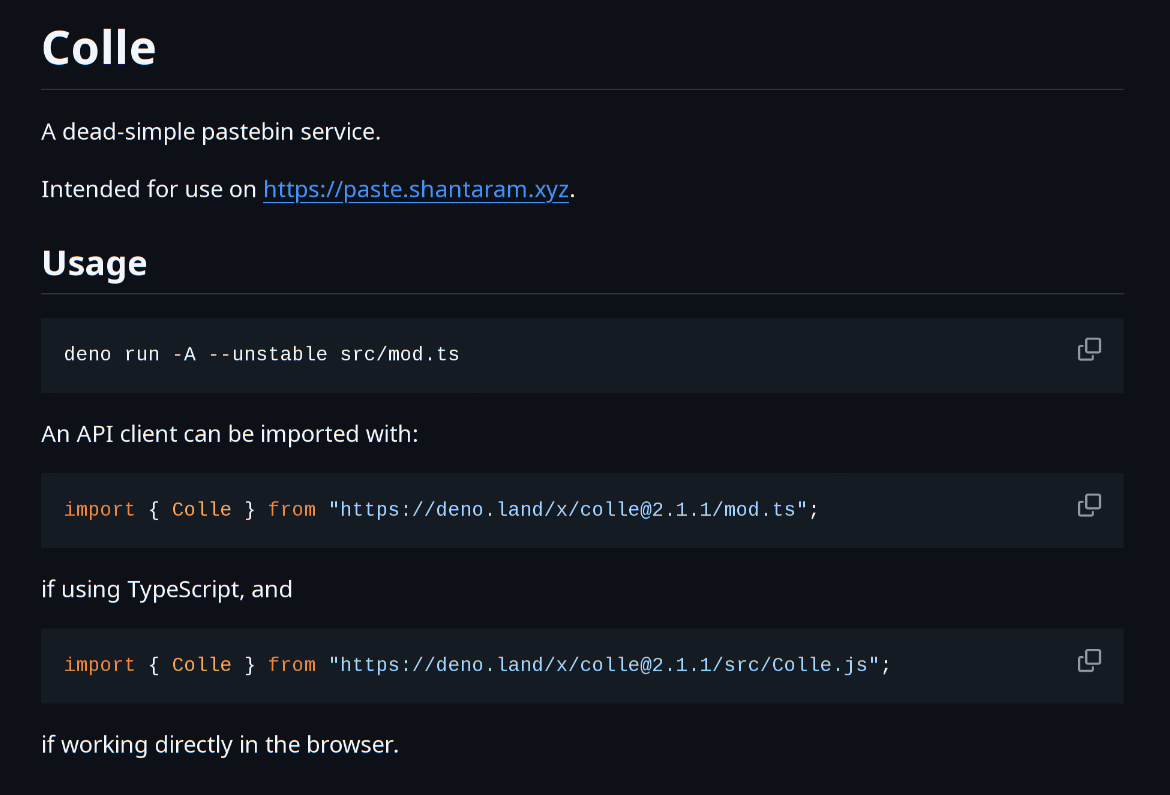 Colle
A dead-simple pastebin service.
Intended for use on https://paste.shantaram.xyz.
Usage
deno run -A --unstable src/mod.ts
An API client can be imported with:
import { Colle } from "https://deno.land/x/colle@2.1.1/mod.ts";
if using TypeScript, and
import { Colle } from "https://deno.land/x/colle@2.1.1/src/Colle.js";
if working directly in the browser.